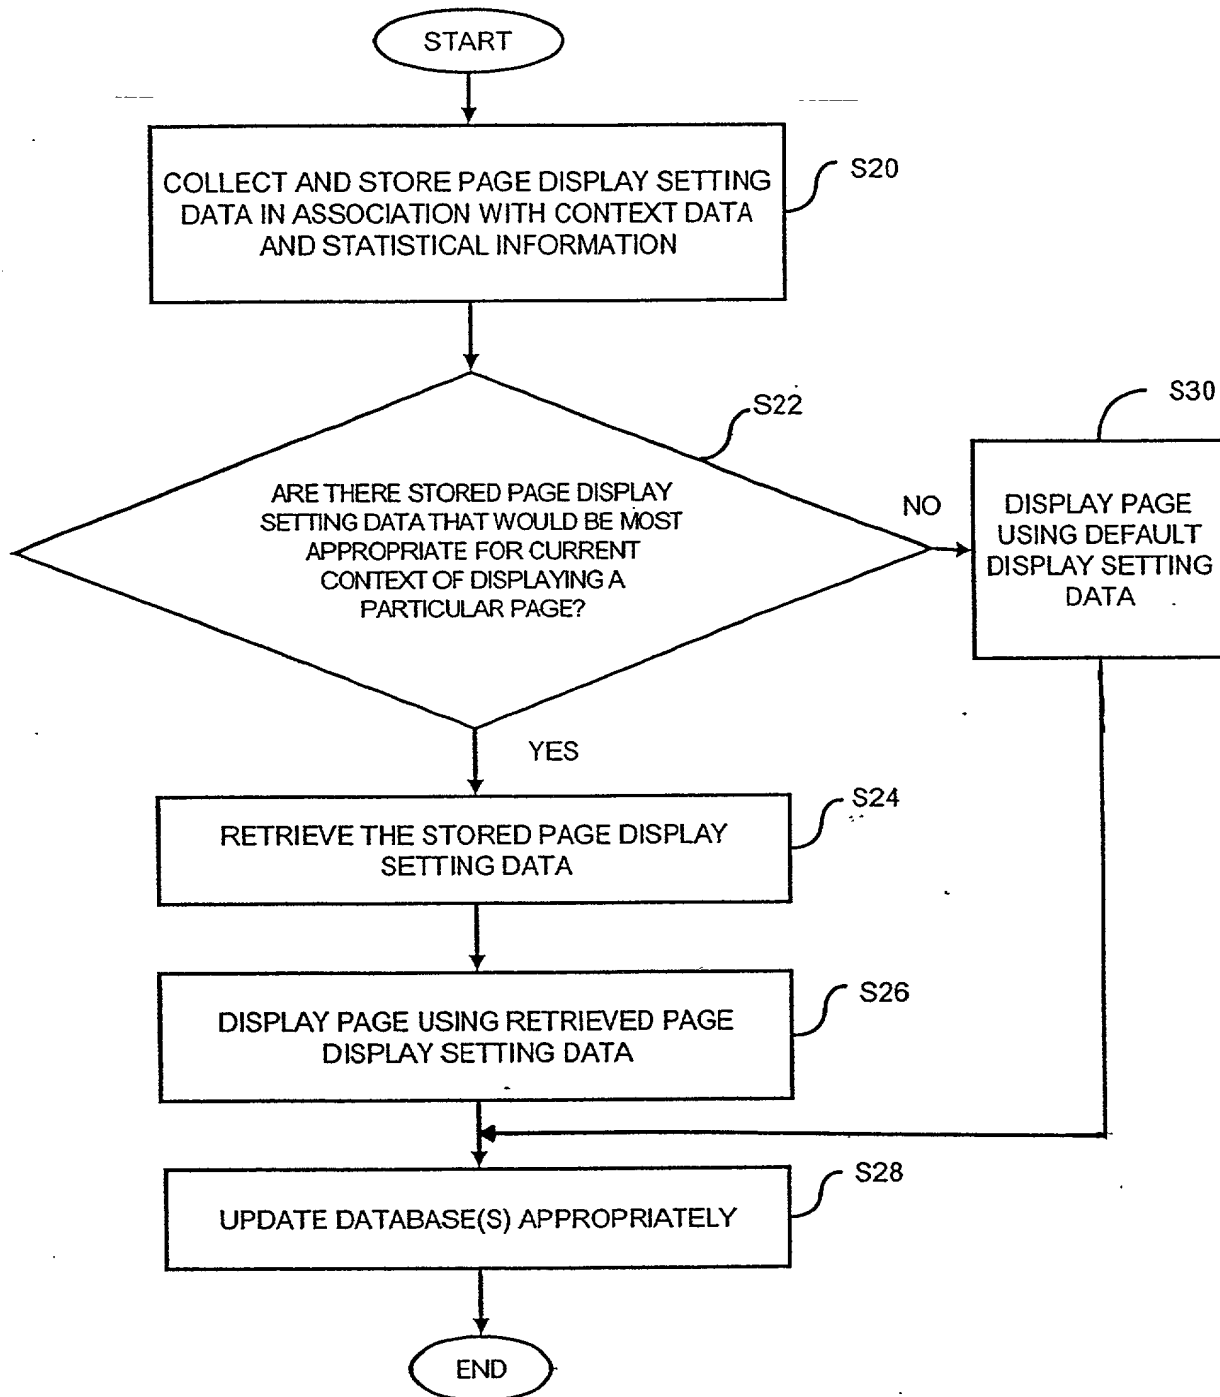 START
COLLECT AND STORE PAGE DISPLAY SETTING
DATA IN ASSOCIATION WITH CONTEXT DATA
AND STATISTICAL INFORMATION
S20
S22
ARE THERE STORED PAGE DISPLAY
SETTING DATA THAT WOULD BE MOST
APPROPRIATE FOR CURRENT
CONTEXT OF DISPLAYING A
PARTICULAR PAGE?
NO
S30
DISPLAY PAGE
USING DEFAULT
DISPLAY SETTING
DATA
YES
S24
RETRIEVE THE STORED PAGE DISPLAY
SETTING DATA
S26
DISPLAY PAGE USING RETRIEVED PAGE
DISPLAY SETTING DATA
S28
UPDATE DATABASE(S) APPROPRIATELY
END